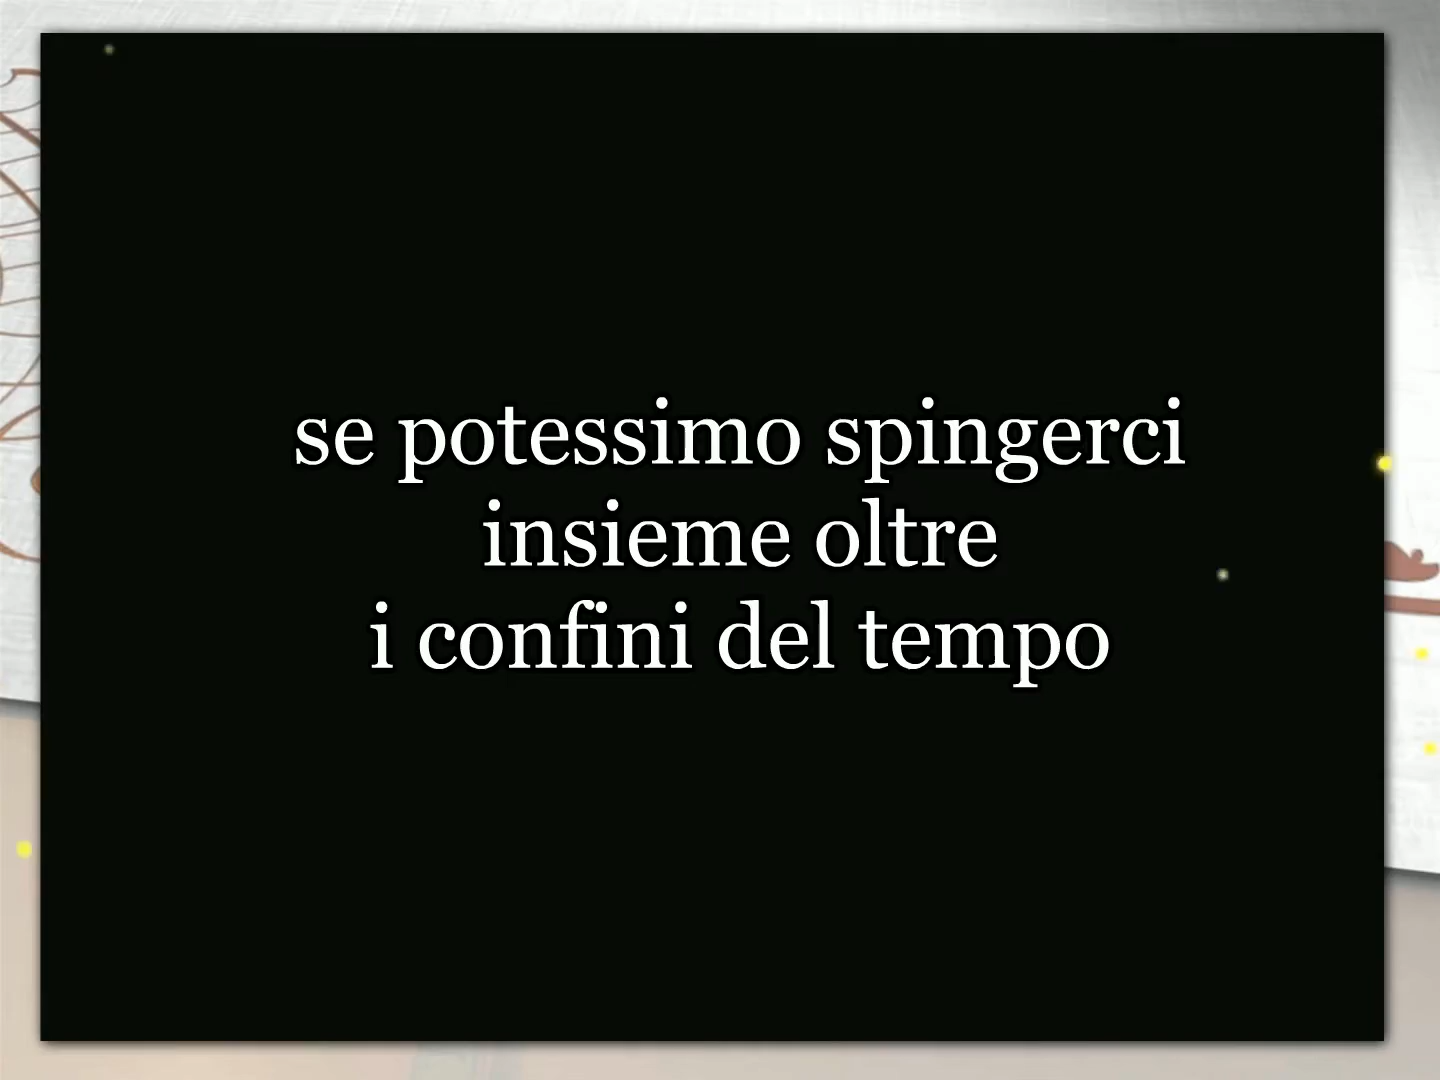 se potessimo spingerci
insieme oltre
i confini del tempo